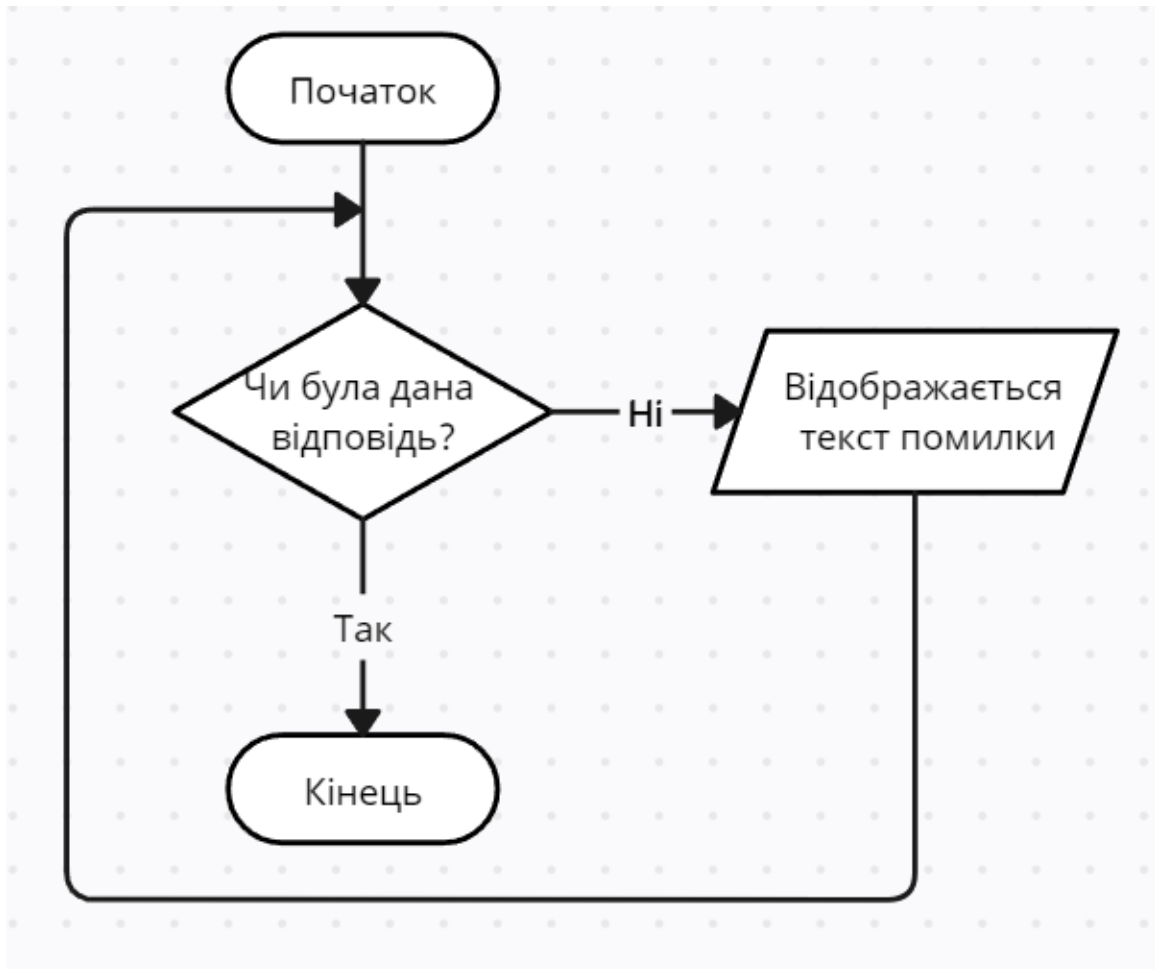 Початок
Чи була дана
відповідь?
Ні
Відображається
текст помилки
Так
Кінець